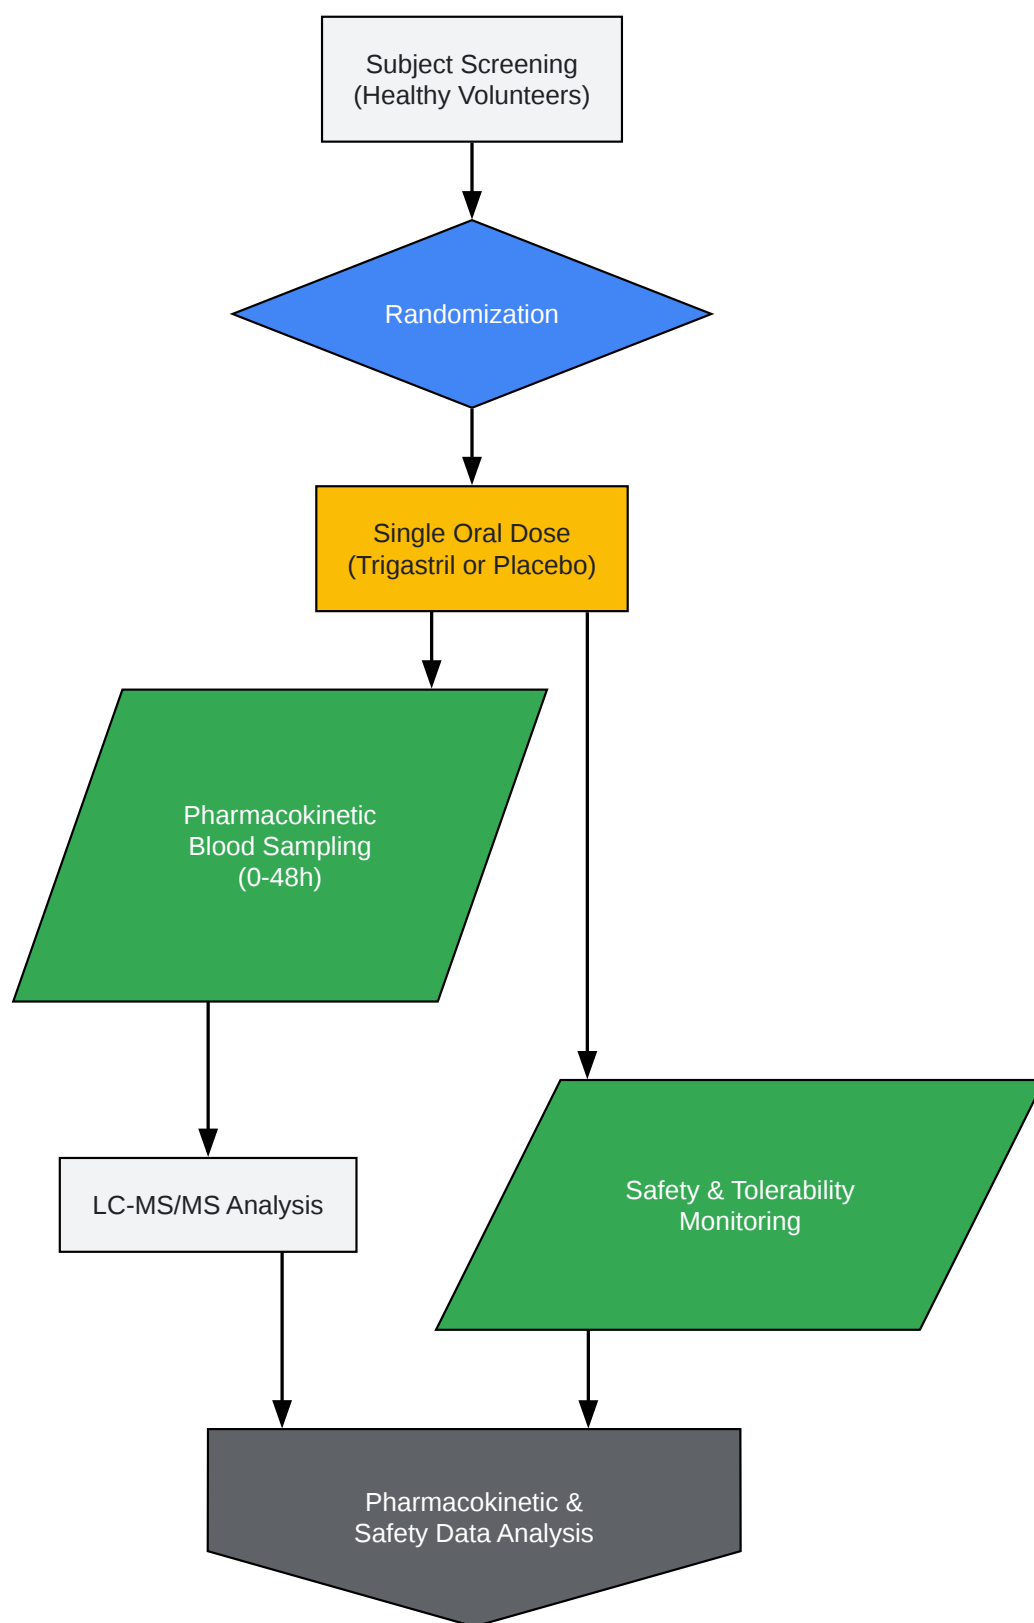 Subject Screening
(Healthy Volunteers)
Randomization
Single Oral Dose
(Trigastril or Placebo)
Pharmacokinetic
Blood Sampling
(0-48h)
LC-MS/MS Analysis
Safety & Tolerability
Monitoring
Pharmacokinetic &
Safety Data Analysis